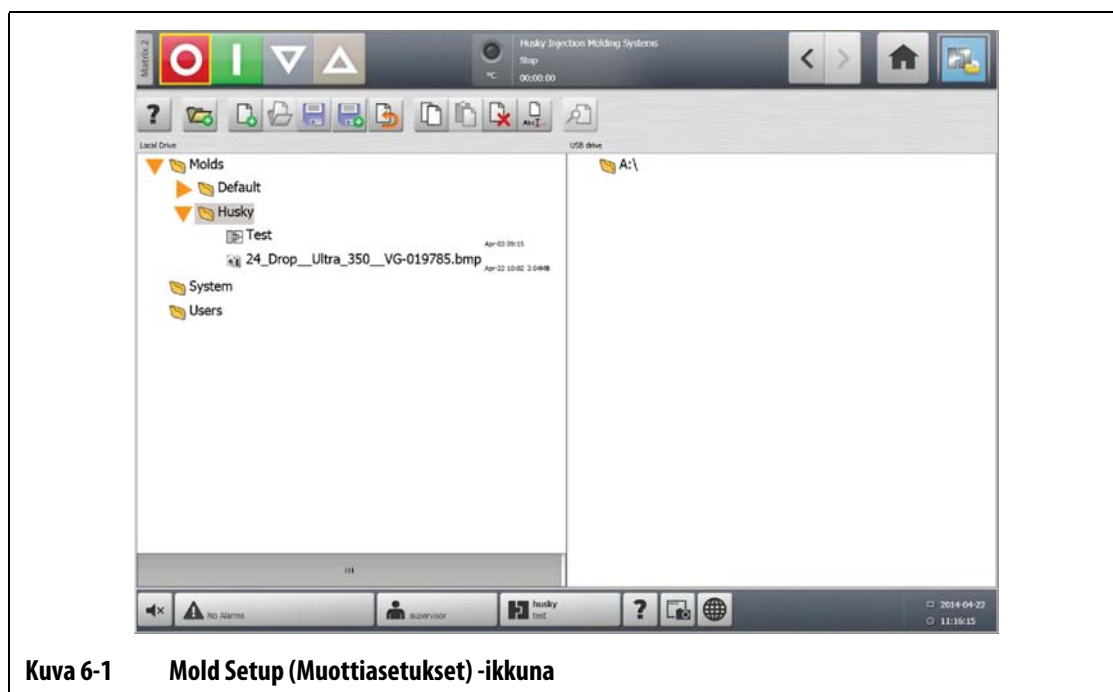 Matrix 2
°C
Husky Injection Molding Systems
Stop
00:00:00
?
AbcI...
Local Drive
USB drive
Molds
Default
Husky
Test
Apr-03 09:15
24_Drop__Ultra_350__VG-019785.bmp
Apr-22 10:02 2.04MB
System
Users
A:\
No Alarms
supervisor
husky
test
?
2014-04-22
11:16:15
Kuva 6-1 Mold Setup (Muottiasetukset) -ikkuna